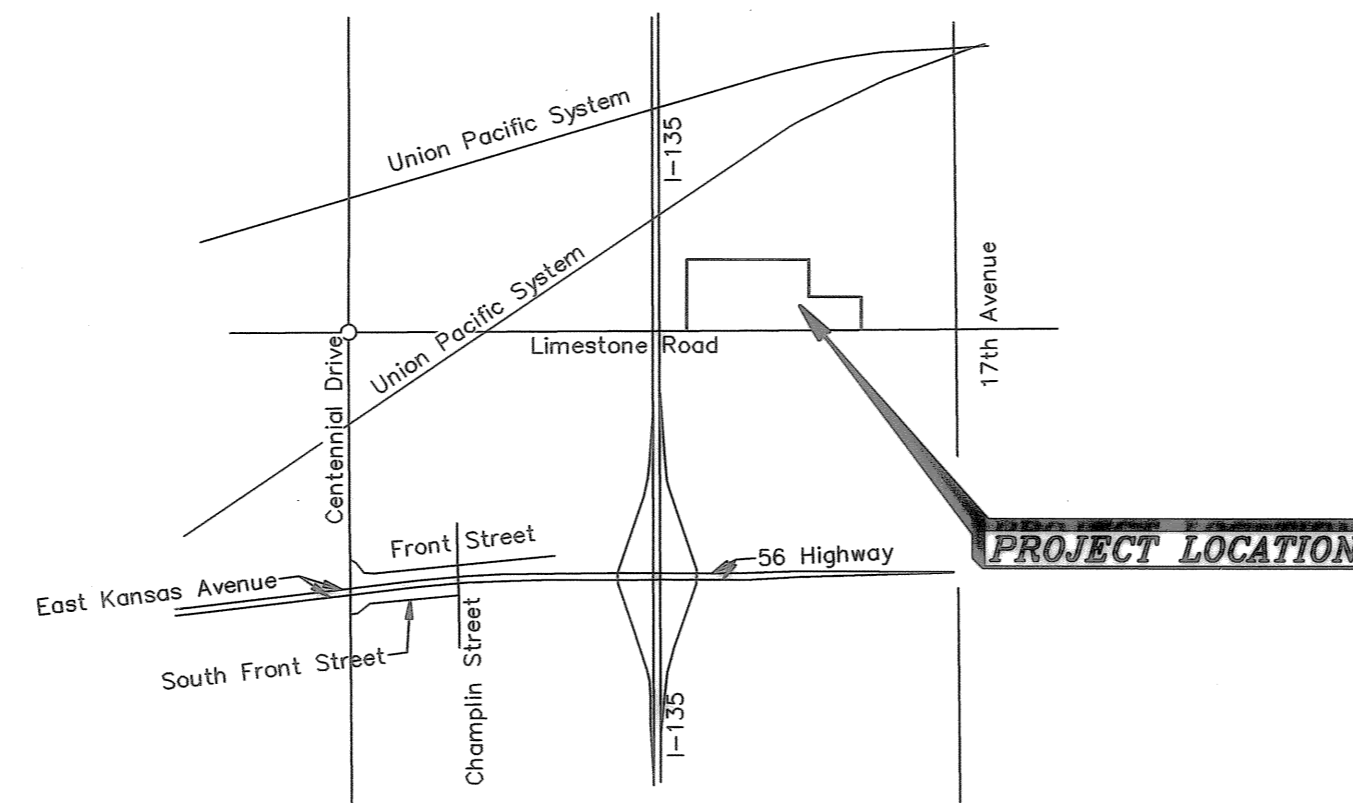 Union Pacific System
I-135
Union Pacific System
17th Avenue
Limestone Road
Centennial Drive
PROJECT LOCATION
Front Street
56 Highway
East Kansas Avenue
South Front Street
Champlin Street
I-135